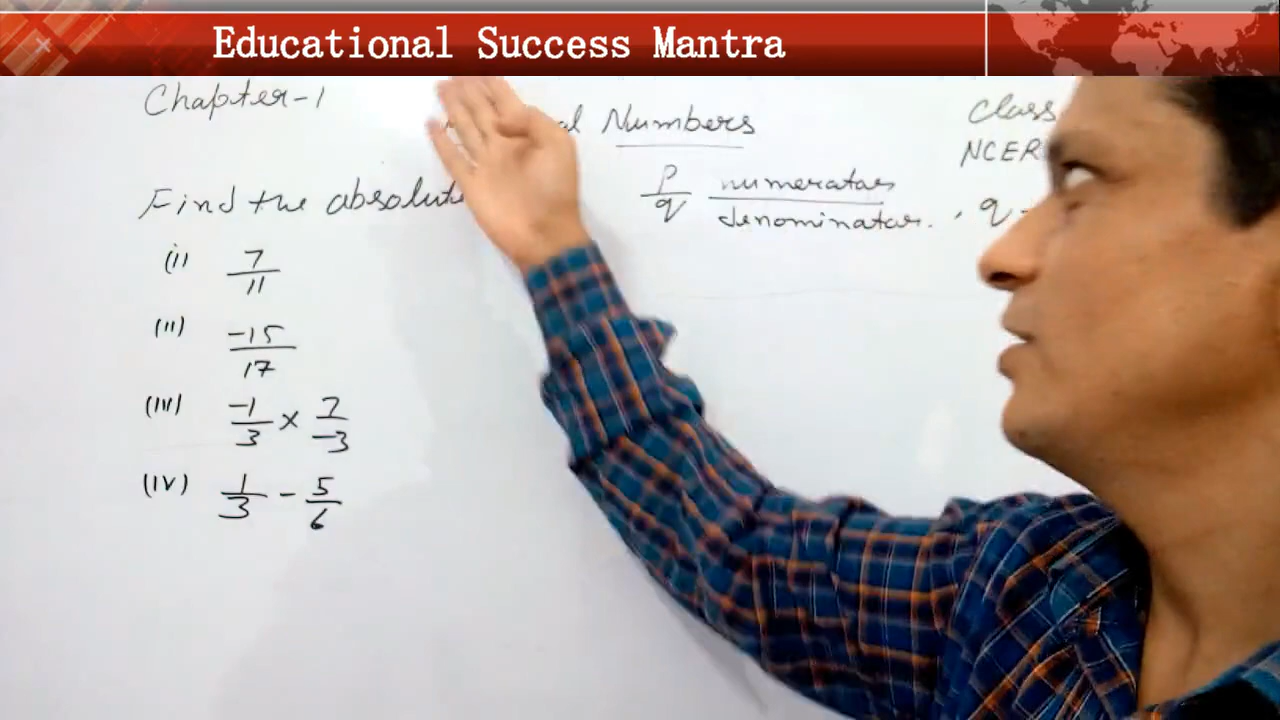 Educational Success Mantra
Chapter-1
Numbers
Class
NCER
Find the absolute
p/q numerator/denominator. , q
(i) 7/11
(ii) -15/17
(iii) -1/3 × 7/-3
(iv) 1/3 - 5/6